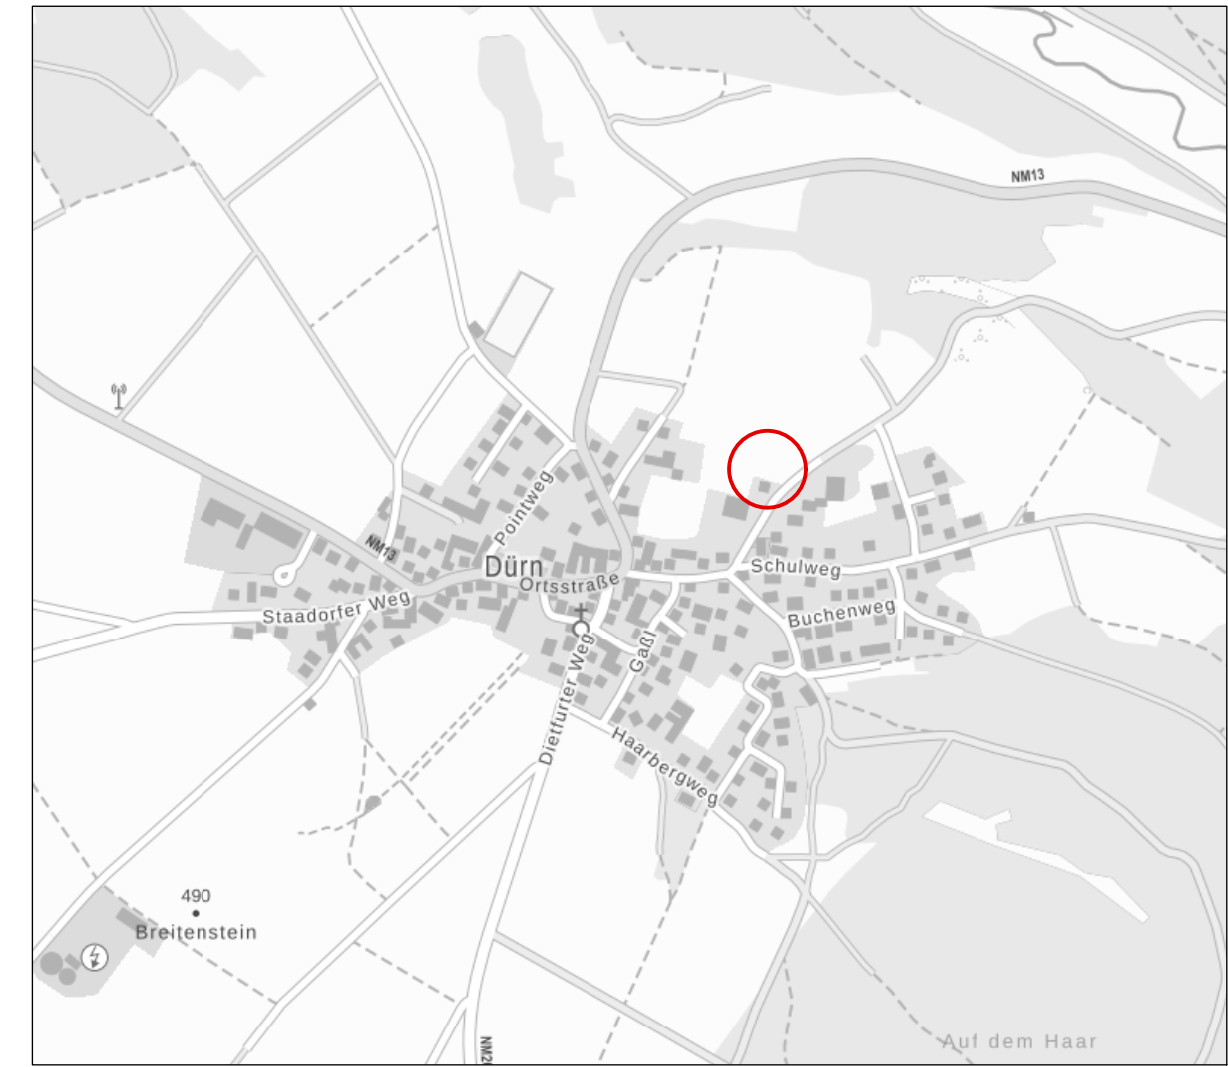 NM13
Pointweg
NM13
Dürn
Ortsstraße
Schulweg
Staadorfer Weg
Buchenweg
Gaßl
Dietfurter Weg
Haarbergweg
490
Breitenstein
Auf dem Haar